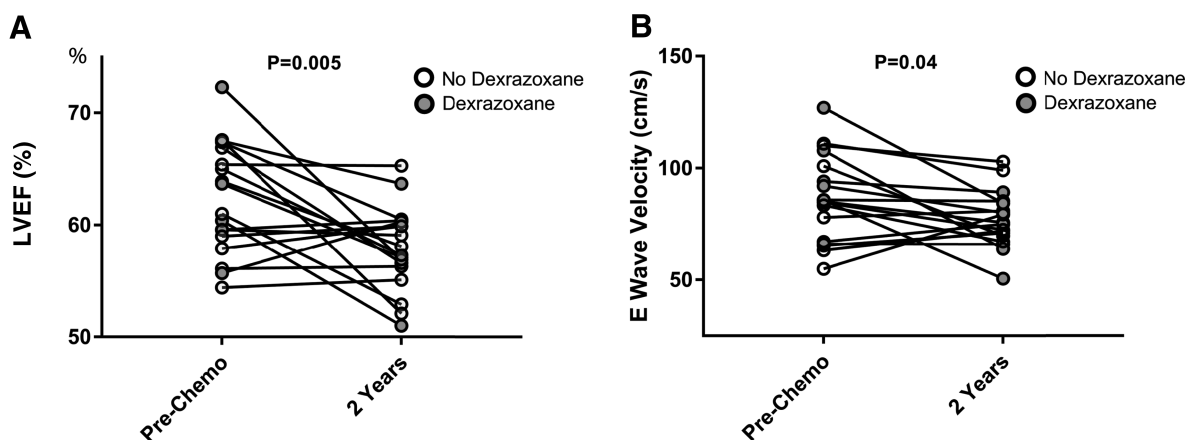 A
%
P=0.005
No Dexrazoxane
Dexrazoxane
70
60
50
LVEF (%)
Pre-Chemo
2 Years
B
150
P=0.04
No Dexrazoxane
Dexrazoxane
100
50
E Wave Velocity (cm/s)
Pre-Chemo
2 Years